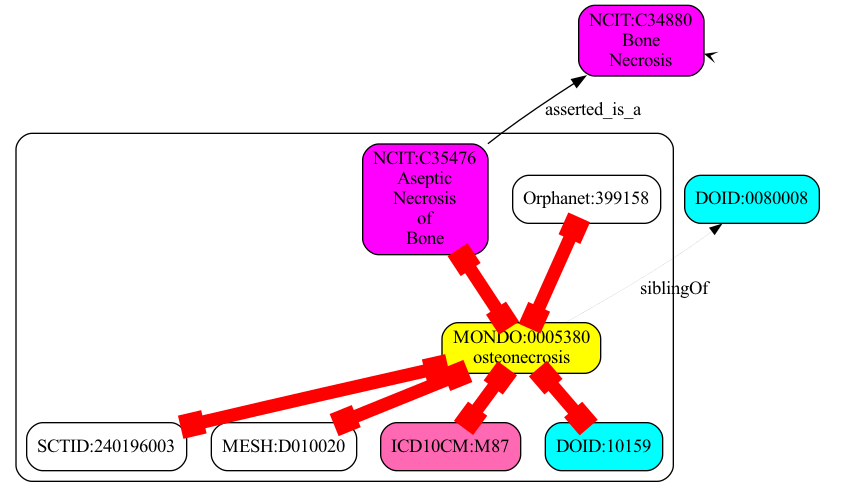 NCIT:C34880
Bone
Necrosis
asserted_is_a
NCIT:C35476
Aseptic
Necrosis
of
Bone
Orphanet:399158
DOID:0080008
siblingOf
MONDO:0005380
osteonecrosis
SCTID:240196003
MESH:D010020
ICD10CM:M87
DOID:10159